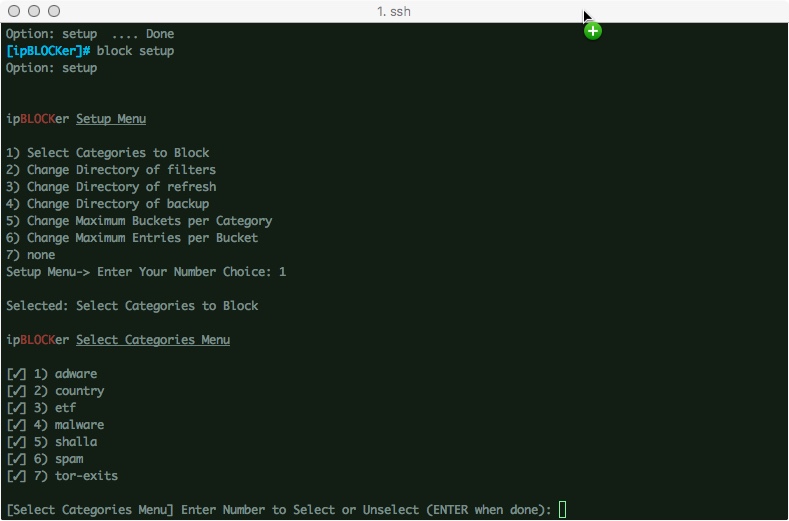 1. ssh
Option: setup  .... Done
[ipBLOCKer]# block setup
Option: setup
ipBLOCKer Setup Menu
1) Select Categories to Block
2) Change Directory of filters
3) Change Directory of refresh
4) Change Directory of backup
5) Change Maximum Buckets per Category
6) Change Maximum Entries per Bucket
7) none
Setup Menu-> Enter Your Number Choice: 1
Selected: Select Categories to Block
ipBLOCKer Select Categories Menu
[✓] 1) adware
[✓] 2) country
[✓] 3) etf
[✓] 4) malware
[✓] 5) shalla
[✓] 6) spam
[✓] 7) tor-exits
[Select Categories Menu] Enter Number to Select or Unselect (ENTER when done):